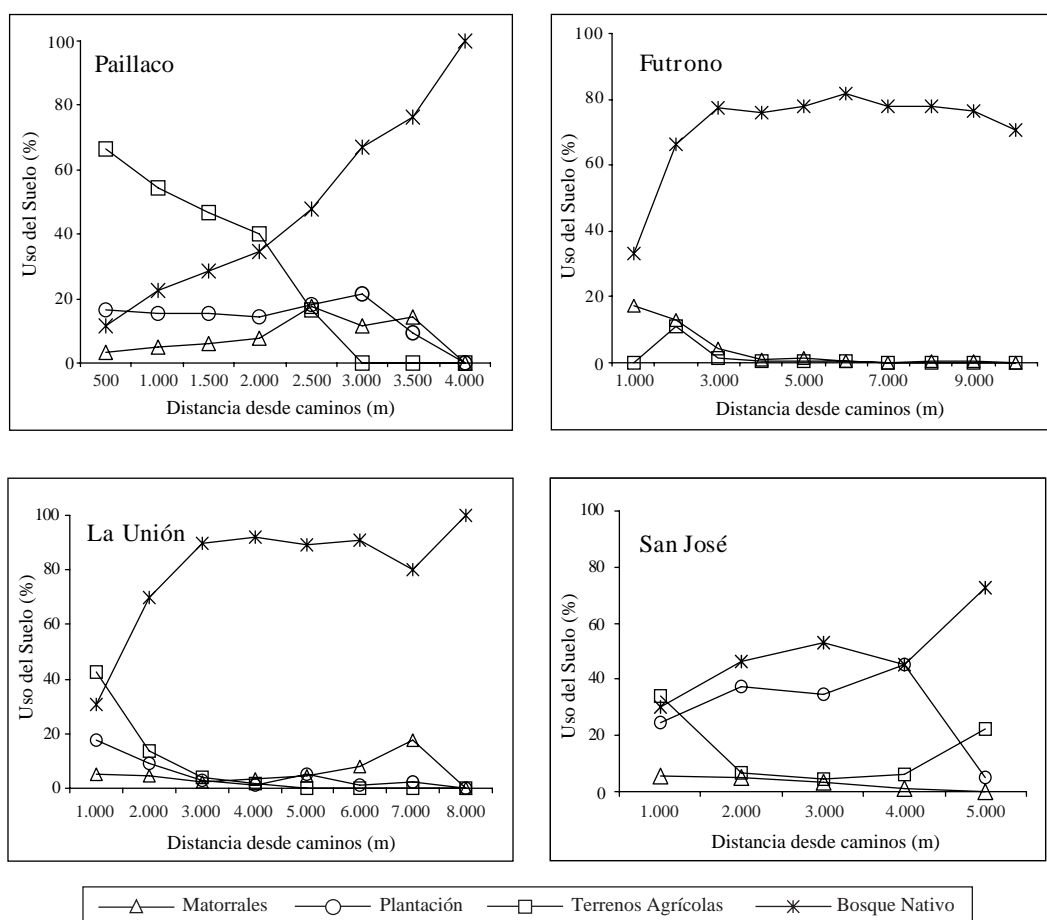 Paillaco
Uso del Suelo (%)
100
80
60
40
20
0
500 1.000 1.500 2.000 2.500 3.000 3.500 4.000
Distancia desde caminos (m)
Futrono
Uso del Suelo (%)
100
80
60
40
20
0
1.000 3.000 5.000 7.000 9.000
Distancia desde caminos (m)
La Unión
Uso del Suelo (%)
100
80
60
40
20
0
1.000 2.000 3.000 4.000 5.000 6.000 7.000 8.000
Distancia desde caminos (m)
San José
Uso del Suelo (%)
100
80
60
40
20
0
1.000 2.000 3.000 4.000 5.000
Distancia desde caminos (m)
Matorrales Plantación Terrenos Agrícolas Bosque Nativo